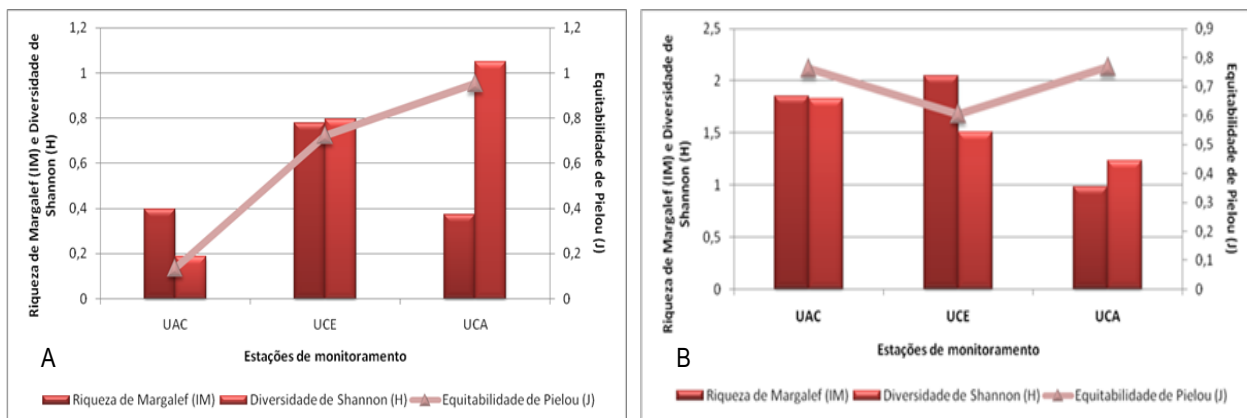 Riqueza de Margalef (IM) e Diversidade de
Shannon (H)
1,2
1
0,8
0,6
0,4
0,2
0
1,2
1
0,8
0,6
0,4
0,2
0
Equitabilidade de Pielou (J)
UAC UCE UCA
Estações de monitoramento
A
Riqueza de Margalef (IM) Diversidade de Shannon (H) Equitabilidade de Pielou (J)
Riqueza de Margalef (IM) e Diversidade de
Shannon (H)
2,5
2
1,5
1
0,5
0
0,9
0,8
0,7
0,6
0,5
0,4
0,3
0,2
0,1
0
Equitabilidade de Pielou (J)
UAC UCE UCA
Estações de monitoramento
B
Riqueza de Margalef (IM) Diversidade de Shannon (H) Equitabilidade de Pielou (J)